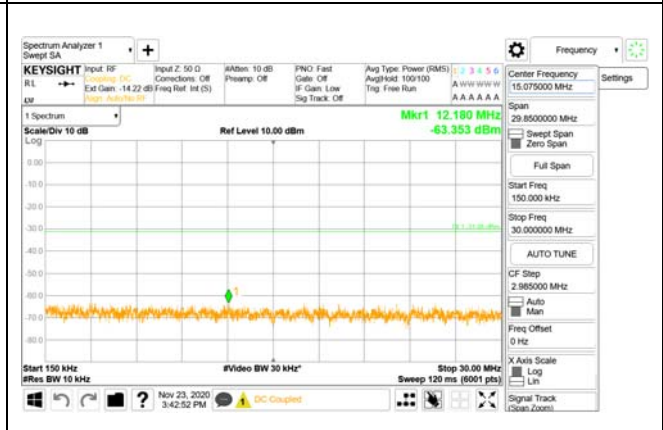 Spectrum Analyzer 1
Swept SA
+
Frequency
KEYSIGHT
RL
Input: RF
Coupling: DC
Ext Gain: -14.22 dB
Align: Auto/No RF
Input Z: 50 Ω
Corrections: Off
Freq Ref: Int (S)
#Atten: 10 dB
Preamp: Off
PNO: Fast
Gate: Off
IF Gain: Low
Sig Track: Off
Avg Type: Power (RMS)
Avg|Hold: 100/100
Trig: Free Run
1 2 3 4 5 6
A W W W W W
A A A A A A
Center Frequency
15.075000 MHz
Settings
Span
29.8500000 MHz
Swept Span
Zero Span
Full Span
Start Freq
150.000 kHz
Stop Freq
30.000000 MHz
AUTO TUNE
CF Step
2.985000 MHz
Auto
Man
Freq Offset
0 Hz
X Axis Scale
Log
Lin
Signal Track
(Span Zoom)
1 Spectrum
Scale/Div 10 dB
Log
Ref Level 10.00 dBm
Mkr1 12.180 MHz
-63.353 dBm
0.00
-10.0
-20.0
-30.0
-40.0
-50.0
-60.0
-70.0
-80.0
1
Start 150 kHz
#Res BW 10 kHz
#Video BW 30 kHz*
Stop 30.00 MHz
Sweep 120 ms (6001 pts)
?
Nov 23, 2020
3:42:52 PM
DC Coupled